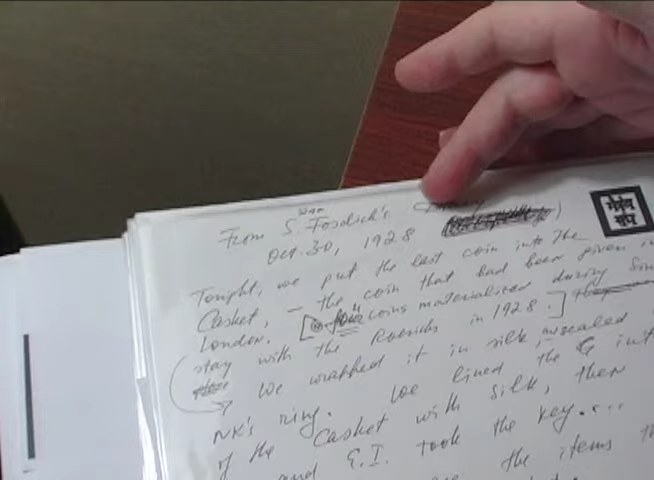 From S. Fosdick's
Oct. 30, 1928
Tonight, we put the last coin into the
Casket, – the coin that had been given in
London. [ four coins materialized during
stay with the Roerichs in 1928.]
We wrapped it in silk, unsealed
NK's ring. We lined the
of the Casket with silk, then
and E.I. took the key....
the items